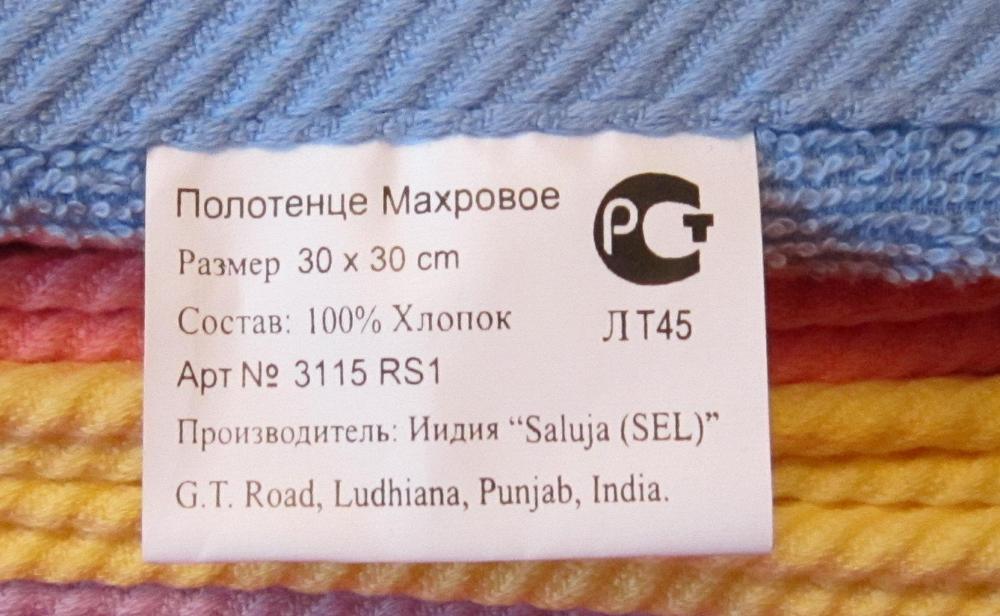 Полотенце Махровое
РСТ
Размер 30 x 30 cm
Состав: 100% Хлопок
ЛТ45
Арт № 3115 RS1
Производитель: Иидия “Saluja (SEL)”
G.T. Road, Ludhiana, Punjab, India.